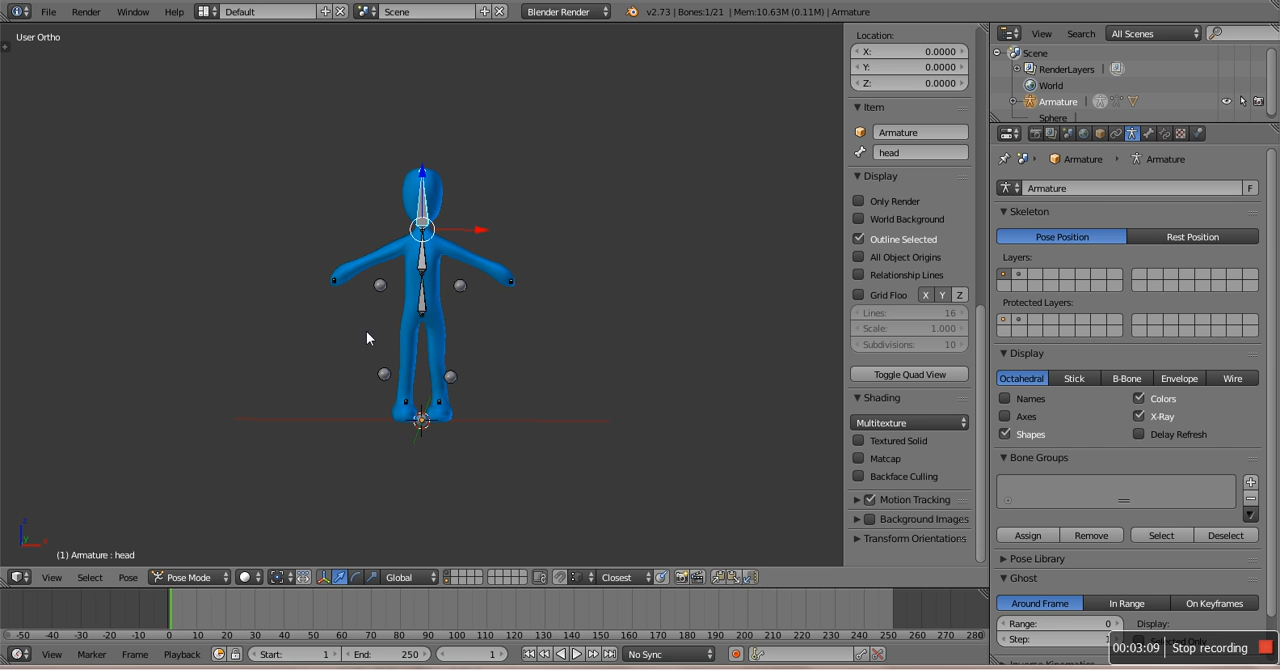 File Render Window Help Default Scene Blender Render v2.73 | Bones:1/21 | Mem:10.63M (0.11M) | Armature
User Ortho
(1) Armature : head
View Select Pose Pose Mode Global Closest
-50 -40 -30 -20 -10 0 10 20 30 40 50 60 70 80 90 100 110 120 130 140 150 160 170 180 190 200 210 220 230 240 250 260 270 280
View Marker Frame Playback Start: 1 End: 250 1 No Sync
Location:
X: 0.0000
Y: 0.0000
Z: 0.0000
Item
Armature
head
Display
Only Render
World Background
Outline Selected
All Object Origins
Relationship Lines
Grid Floo X Y Z
Lines: 16
Scale: 1.000
Subdivisions: 10
Toggle Quad View
Shading
Multitexture
Textured Solid
Matcap
Backface Culling
Motion Tracking
Background Images
Transform Orientations
View Search All Scenes
Scene
RenderLayers
World
Armature
Sphere
Armature Armature
Armature F
Skeleton
Pose Position Rest Position
Layers:
Protected Layers:
Display
Octahedral Stick B-Bone Envelope Wire
Names Colors
Axes X-Ray
Shapes Delay Refresh
Bone Groups
Assign Remove Select Deselect
Pose Library
Ghost
Around Frame In Range On Keyframes
Range: 0 Display:
Step:
00:03:09 Stop recording